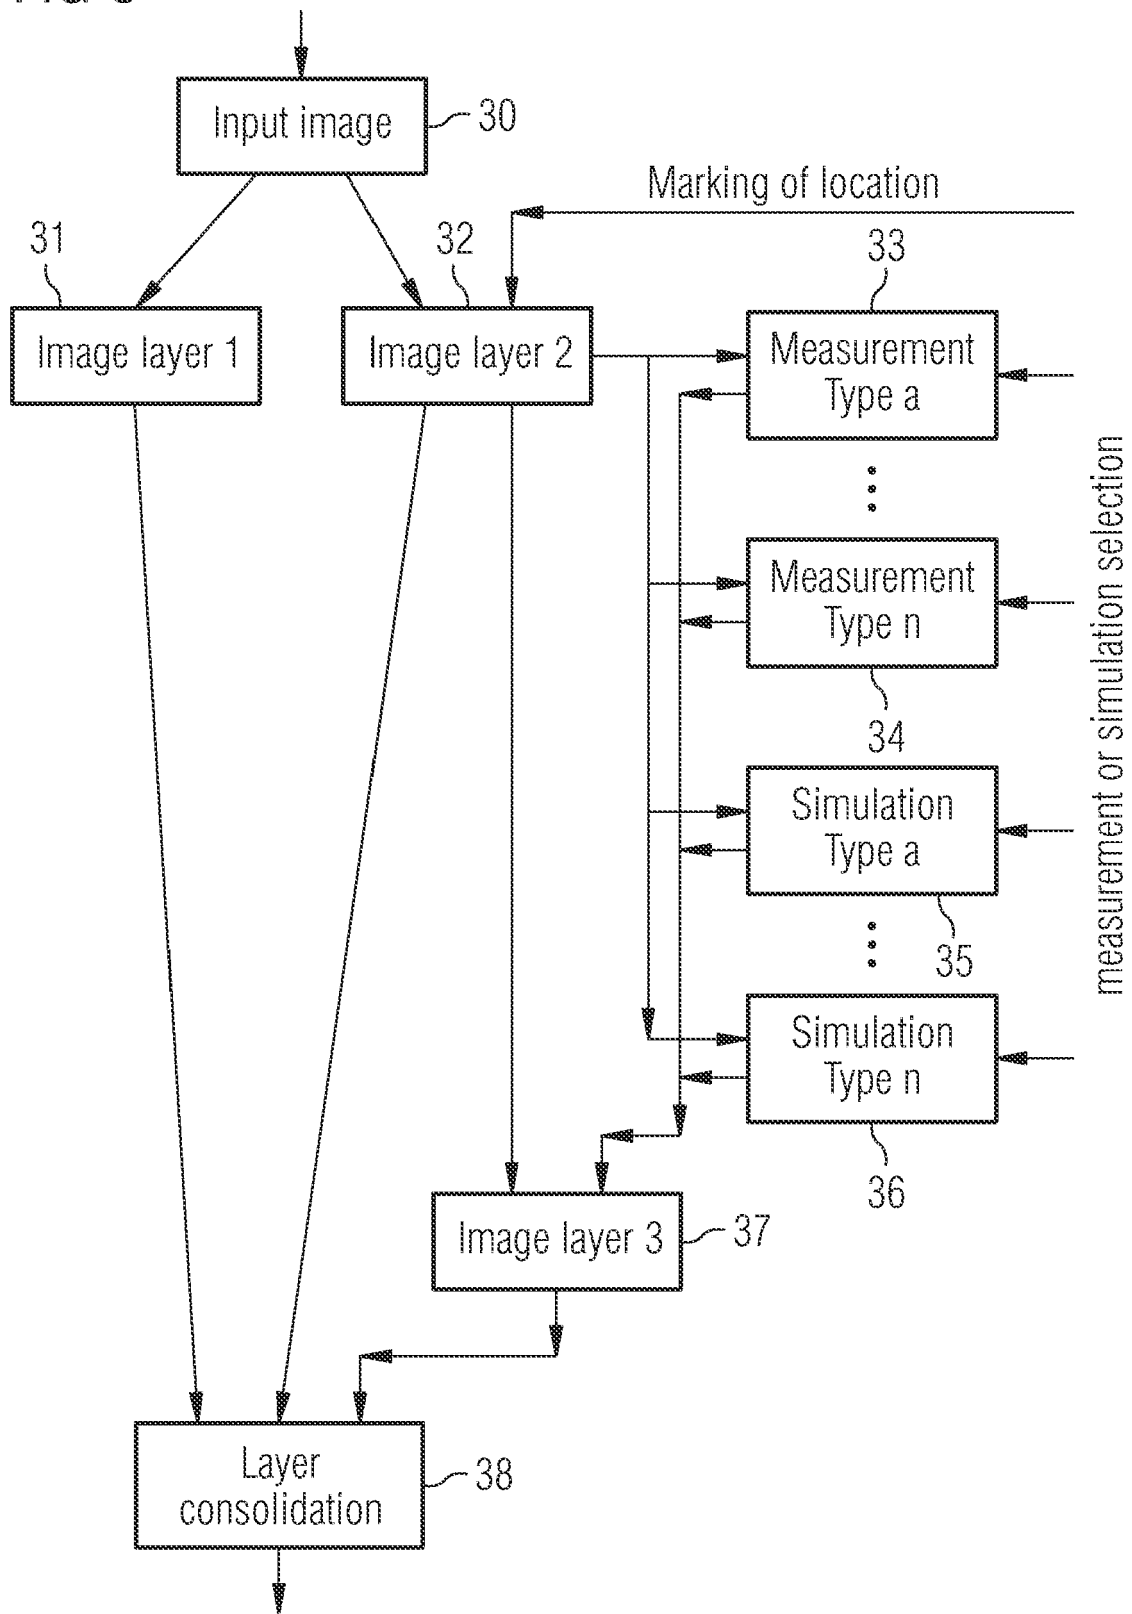 Input image
30
Marking of location
31
32
33
Image layer 1
Image layer 2
Measurement
Type a
measurement or simulation selection
Measurement
Type n
34
Simulation
Type a
35
Simulation
Type n
36
Image layer 3
37
Layer
consolidation
38